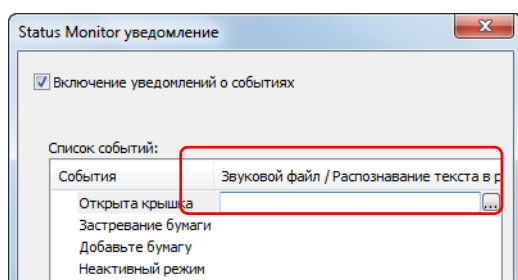 Status Monitor уведомление
Включение уведомлений о событиях
Список событий:
События Звуковой файл / Распознавание текста в р
Открыта крышка ...
Застревание бумаги
Добавьте бумагу
Неактивный режим